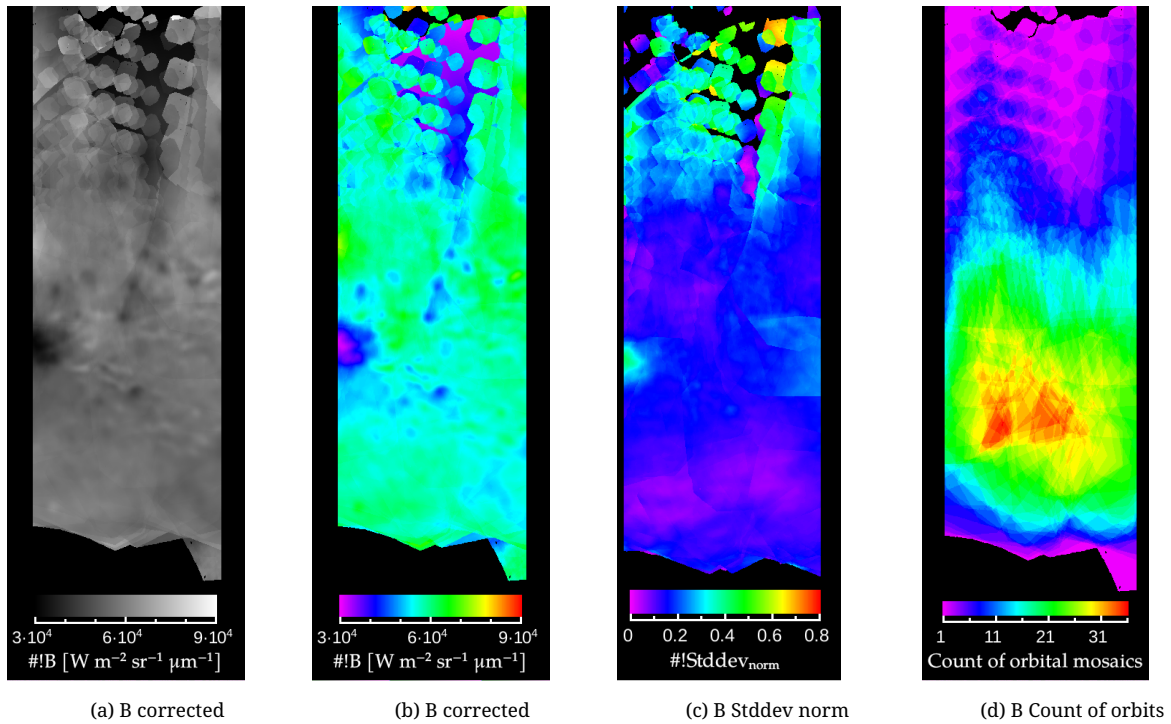 3·10⁴ 6·10⁴ 9·10⁴
#!B [W m⁻² sr⁻¹ μm⁻¹]
3·10⁴ 6·10⁴ 9·10⁴
#!B [W m⁻² sr⁻¹ μm⁻¹]
0 0.2 0.4 0.6 0.8
#!Stddevnorm
1 11 21 31
Count of orbital mosaics
(a) B corrected
(b) B corrected
(c) B Stddev norm
(d) B Count of orbits